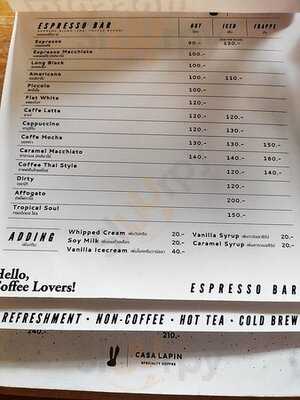 ESPRESSO BAR HOT ICED FRAPPE
Espresso 90.- 120.-
Espresso Macchiato 100.-
Long Black 100.-
Americano 100.- 110.-
Piccolo 100.-
Flat White 120.-
Caffe Latte 120.- 120.-
Cappuccino 120.- 130.-
Caffe Mocha 130.- 130.- 150.-
Caramel Macchiato 140.- 140.- 160.-
Coffee Thai Style 120.- 140.-
Dirty 120.-
Affogato 200.-
Tropical Soul 150.-
ADDING
Whipped Cream 20.- Vanilla Syrup 20.-
Soy Milk 20.- Caramel Syrup 20.-
Vanilla Icecream 40.-
Hello,
Coffee Lovers! ESPRESSO BAR
REFRESHMENT • NON-COFFEE • HOT TEA • COLD BREW
240.- 210.-
CASA LAPIN
SPECIALTY COFFEE